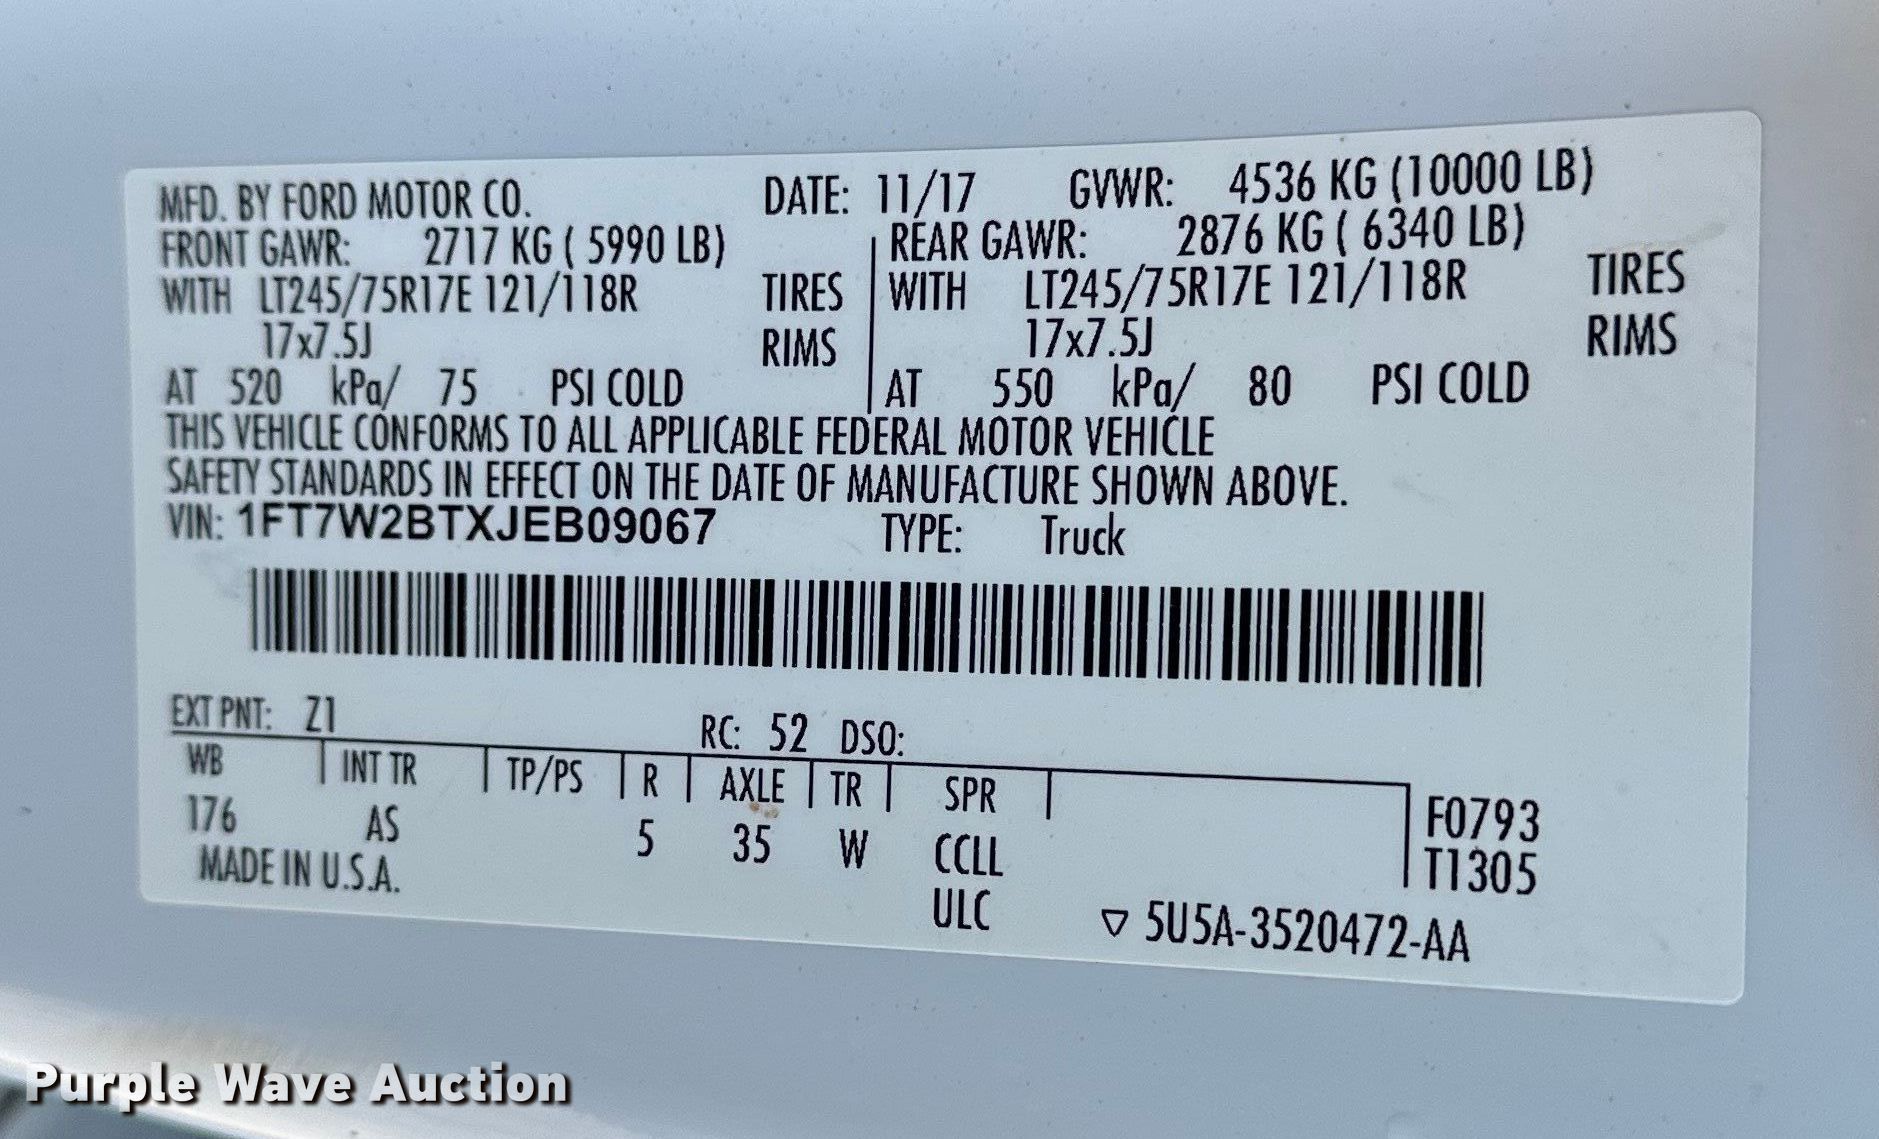 MFD. BY FORD MOTOR CO. DATE: 11/17 GVWR: 4536 KG (10000 LB)
FRONT GAWR: 2717 KG ( 5990 LB) REAR GAWR: 2876 KG ( 6340 LB)
WITH LT245/75R17E 121/118R TIRES WITH LT245/75R17E 121/118R TIRES
17x7.5J RIMS 17x7.5J RIMS
AT 520 kPa/ 75 PSI COLD AT 550 kPa/ 80 PSI COLD
THIS VEHICLE CONFORMS TO ALL APPLICABLE FEDERAL MOTOR VEHICLE
SAFETY STANDARDS IN EFFECT ON THE DATE OF MANUFACTURE SHOWN ABOVE.
VIN: 1FT7W2BTXJEB09067 TYPE: Truck
EXT PNT: Z1 RC: 52 DSO:
WB INT TR TP/PS R AXLE TR SPR
176 AS 5 35 W CCLL F0793
MADE IN U.S.A. ULC T1305
▽ 5U5A-3520472-AA
Purple Wave Auction